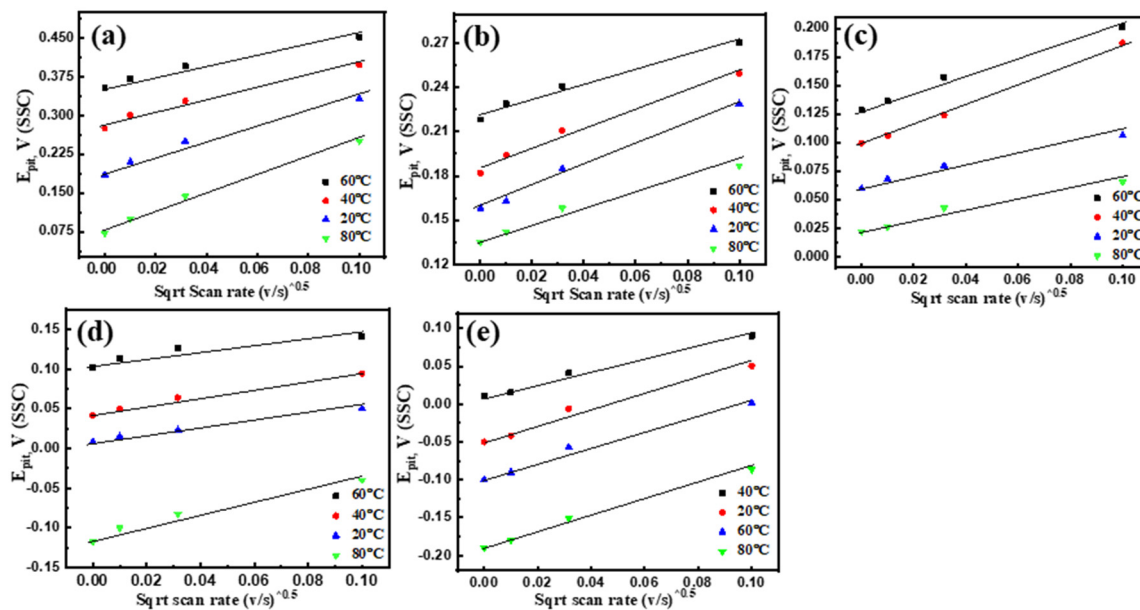 (a)
0.450
0.375
0.300
0.225
0.150
0.075
E_pit, V (SSC)
60°C
40°C
20°C
80°C
0.00 0.02 0.04 0.06 0.08 0.10
Sqrt Scan rate (v/s)^0.5
(b)
0.27
0.24
0.21
0.18
0.15
0.12
E_pit, V (SSC)
60°C
40°C
20°C
80°C
0.00 0.02 0.04 0.06 0.08 0.10
Sqrt Scan rate (v/s)^0.5
(c)
0.200
0.175
0.150
0.125
0.100
0.075
0.050
0.025
0.000
E_pit, V (SSC)
60°C
40°C
20°C
80°C
0.00 0.02 0.04 0.06 0.08 0.10
Sqrt scan rate (v/s)^0.5
(d)
0.15
0.10
0.05
0.00
-0.05
-0.10
-0.15
E_pit, V (SSC)
60°C
40°C
20°C
80°C
0.00 0.02 0.04 0.06 0.08 0.10
Sqrt scan rate (v/s)^0.5
(e)
0.10
0.05
0.00
-0.05
-0.10
-0.15
-0.20
E_pit, V (SSC)
40°C
20°C
60°C
80°C
0.00 0.02 0.04 0.06 0.08 0.10
Sqrt scan rate (v/s)^0.5